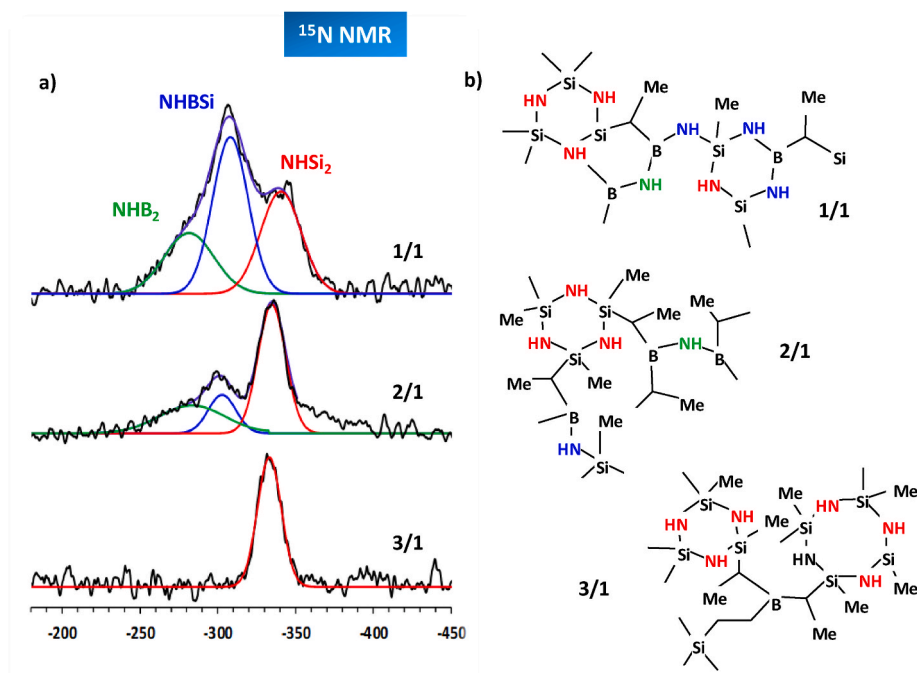 ¹⁵N NMR
a)
NHBSi
NHSi₂
NHB₂
1/1
2/1
3/1
-200 -250 -300 -350 -400 -450
b)
Si Me Me Me
HN NH
Si Si NH Si NH B Si
NH B
B NH HN NH
Si
1/1
Me
NH
Me Si Si Me
HN NH B NH B
Si
Me Me Me
B
HN Me
Si
2/1
Me Me Me
Si HN Si
HN NH Me Si NH
Si NH Si HN Si
Si NH
Me Me Me
B
Me
Si
3/1